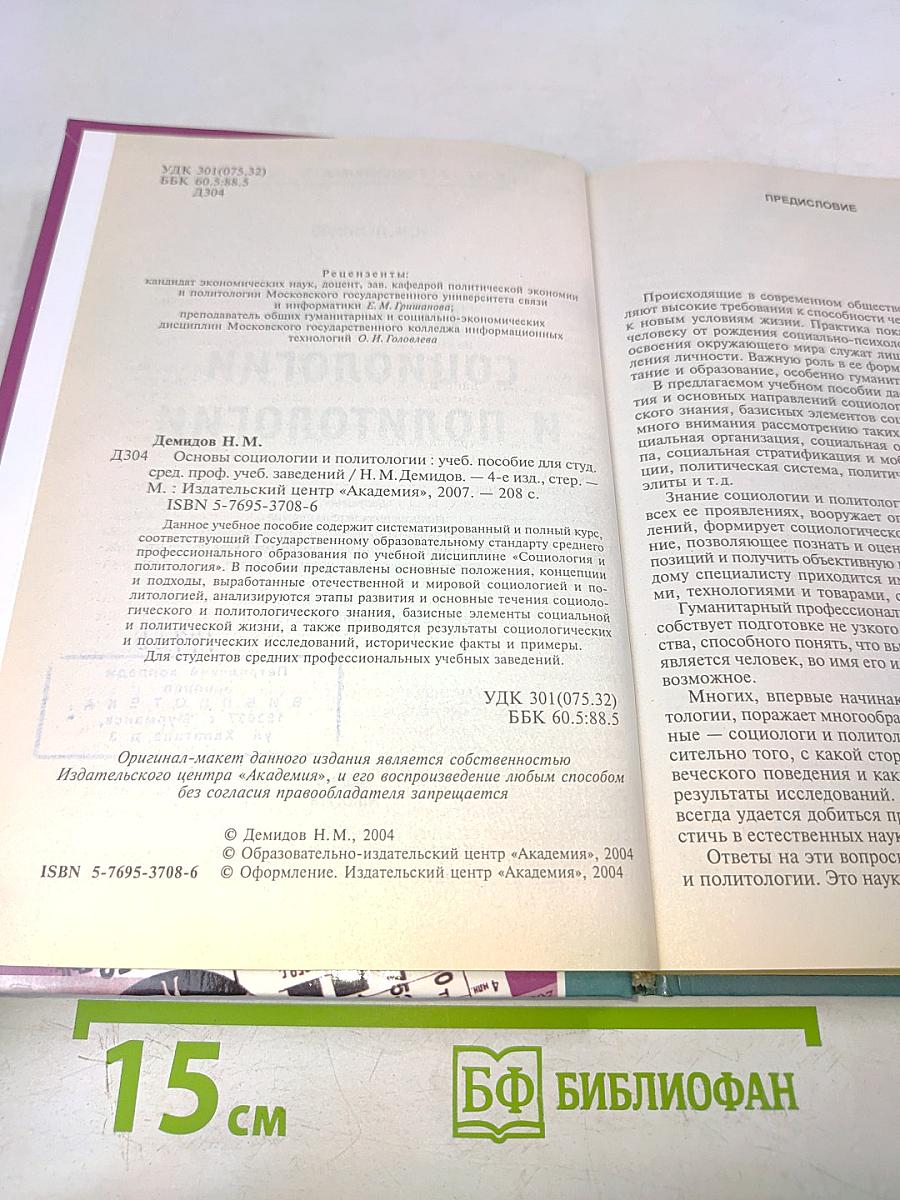 УДК 301(075.32)
ББК 60.5:88.5
Д304
Рецензенты:
кандидат экономических наук, доцент, зав. кафедрой политической экономии
и политологии Московского государственного университета связи
и информатики Е. М. Гришанова;
преподаватель общих гуманитарных и социально-экономических
дисциплин Московского государственного колледжа информационных
технологий О. И. Головлева
Демидов Н. М.
Д304 Основы социологии и политологии : учеб. пособие для студ.
сред. проф. учеб. заведений / Н. М. Демидов. — 4-е изд., стер. —
М. : Издательский центр «Академия», 2007. — 208 с.
ISBN 5-7695-3708-6
Данное учебное пособие содержит систематизированный и полный курс,
соответствующий Государственному образовательному стандарту среднего
профессионального образования по учебной дисциплине «Социология и
политология». В пособии представлены основные положения, концепции
и подходы, выработанные отечественной и мировой социологией и по-
литологией, анализируются этапы развития и основные течения социоло-
гического и политологического знания, базисные элементы социальной
и политической жизни, а также приводятся результаты социологических
и политологических исследований, исторические факты и примеры.
Для студентов средних профессиональных учебных заведений.
УДК 301(075.32)
ББК 60.5:88.5
Оригинал-макет данного издания является собственностью
Издательского центра «Академия», и его воспроизведение любым способом
без согласия правообладателя запрещается
© Демидов Н. М., 2004
© Образовательно-издательский центр «Академия», 2004
ISBN 5-7695-3708-6 © Оформление. Издательский центр «Академия», 2004
ПРЕДИСЛОВИЕ
Происходящие в современном обществе
ляют высокие требования к способности че
к новым условиям жизни. Практика пок
человеку от рождения социально-психоло
освоения окружающего мира служат лиш
ления личности. Важную роль в ее форм
тание и образование, особенно гуманит
В предлагаемом учебном пособии да
тия и основных направлений социолог
ского знания, базисных элементов соц
много внимания рассмотрению таких
циальная организация, социальная о
па, социальная стратификация и моб
ции, политическая система, полити
элиты и т.д.
Знание социологии и политолог
всех ее проявлениях, вооружает оп
лений, формирует социологическо
ние, позволяющее познать и оцен
позиций и получить объективную
дому специалисту приходится им
ми, технологиями и товарами, с
Гуманитарный профессионал
собствует подготовке не узкого
ства, способного понять, что вы
является человек, во имя его и
возможное.
Многих, впервые начинак
тологии, поражает многообра
ные — социологи и политол
сительно того, с какой стор
веческого поведения и как
результаты исследований.
всегда удается добиться пр
стичь в естественных наук
Ответы на эти вопрос
и политологии. Это наук
15 см
БФ БИБЛИОФАН